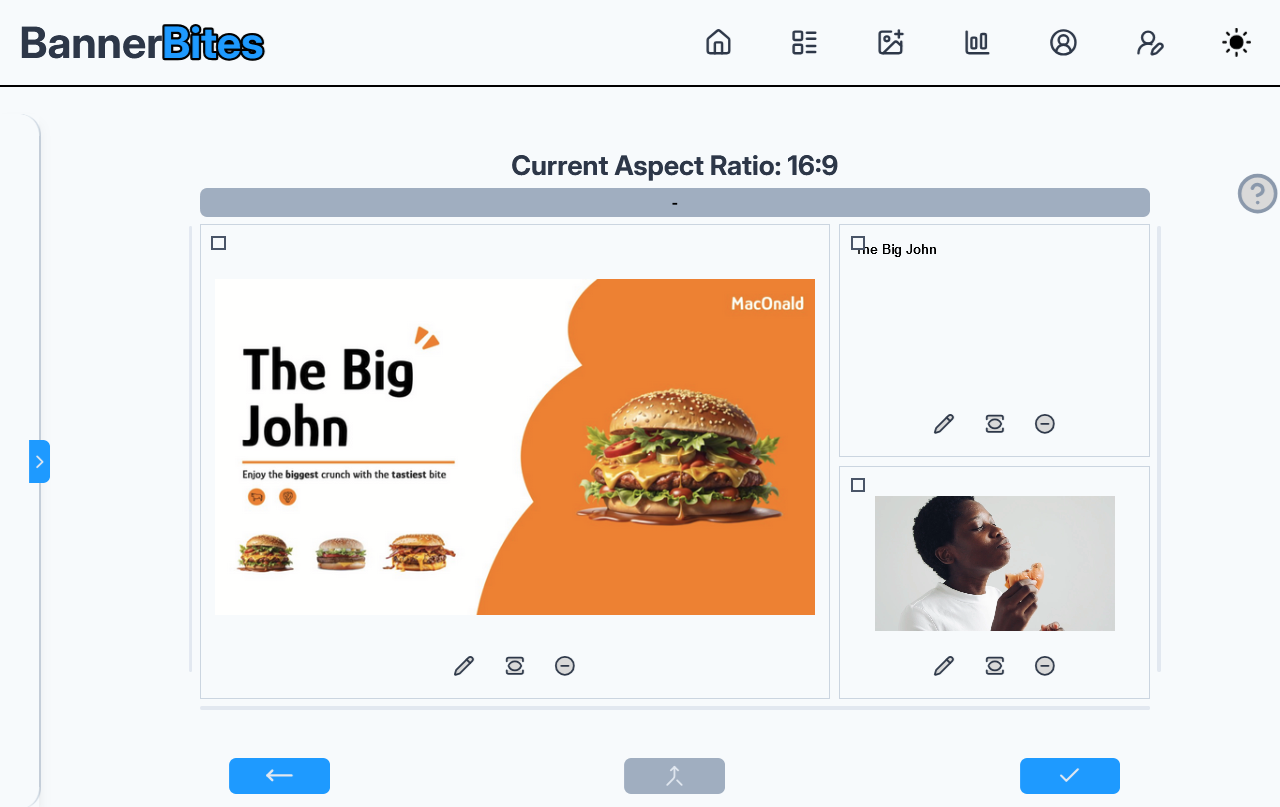 BannerBites
Current Aspect Ratio: 16:9
-
MacOnald
The Big
John
Enjoy the biggest crunch with the tastiest bite
The Big John